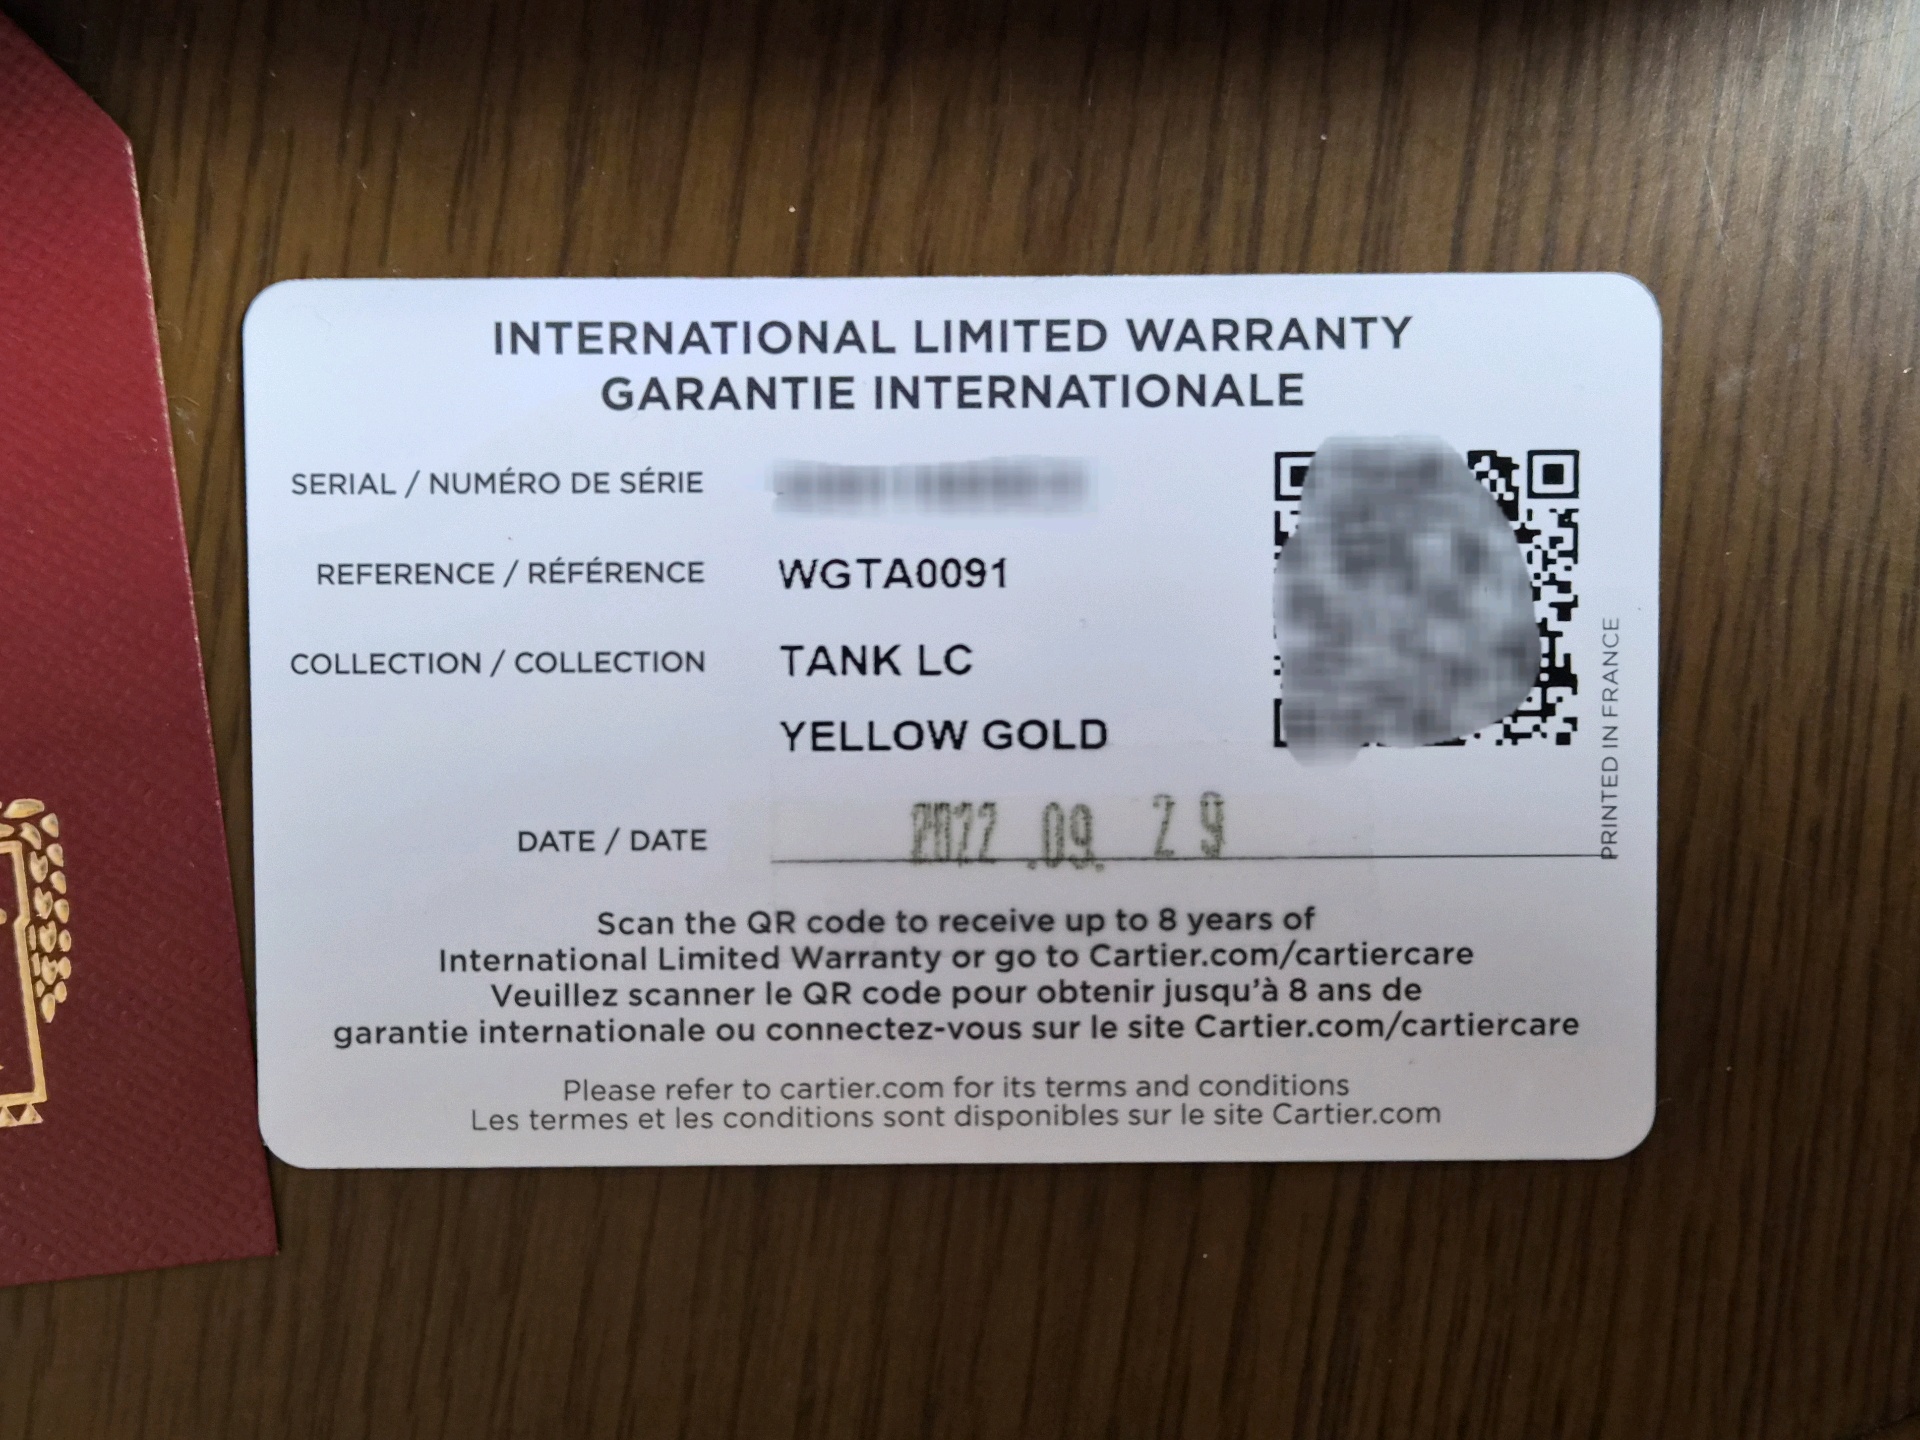 INTERNATIONAL LIMITED WARRANTY
GARANTIE INTERNATIONALE
SERIAL / NUMÉRO DE SÉRIE
REFERENCE / RÉFÉRENCE WGTA0091
COLLECTION / COLLECTION TANK LC
YELLOW GOLD
DATE / DATE 2022 .09. 29
PRINTED IN FRANCE
Scan the QR code to receive up to 8 years of
International Limited Warranty or go to Cartier.com/cartiercare
Veuillez scanner le QR code pour obtenir jusqu'à 8 ans de
garantie internationale ou connectez-vous sur le site Cartier.com/cartiercare
Please refer to cartier.com for its terms and conditions
Les termes et les conditions sont disponibles sur le site Cartier.com